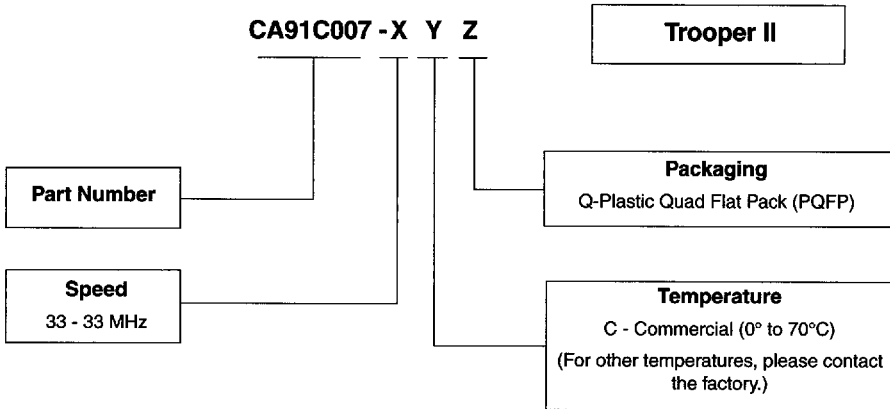 CA91C007 -X Y Z
Trooper II
Part Number
Packaging
Q-Plastic Quad Flat Pack (PQFP)
Speed
33 - 33 MHz
Temperature
C - Commercial (0° to 70°C)
(For other temperatures, please contact
the factory.)